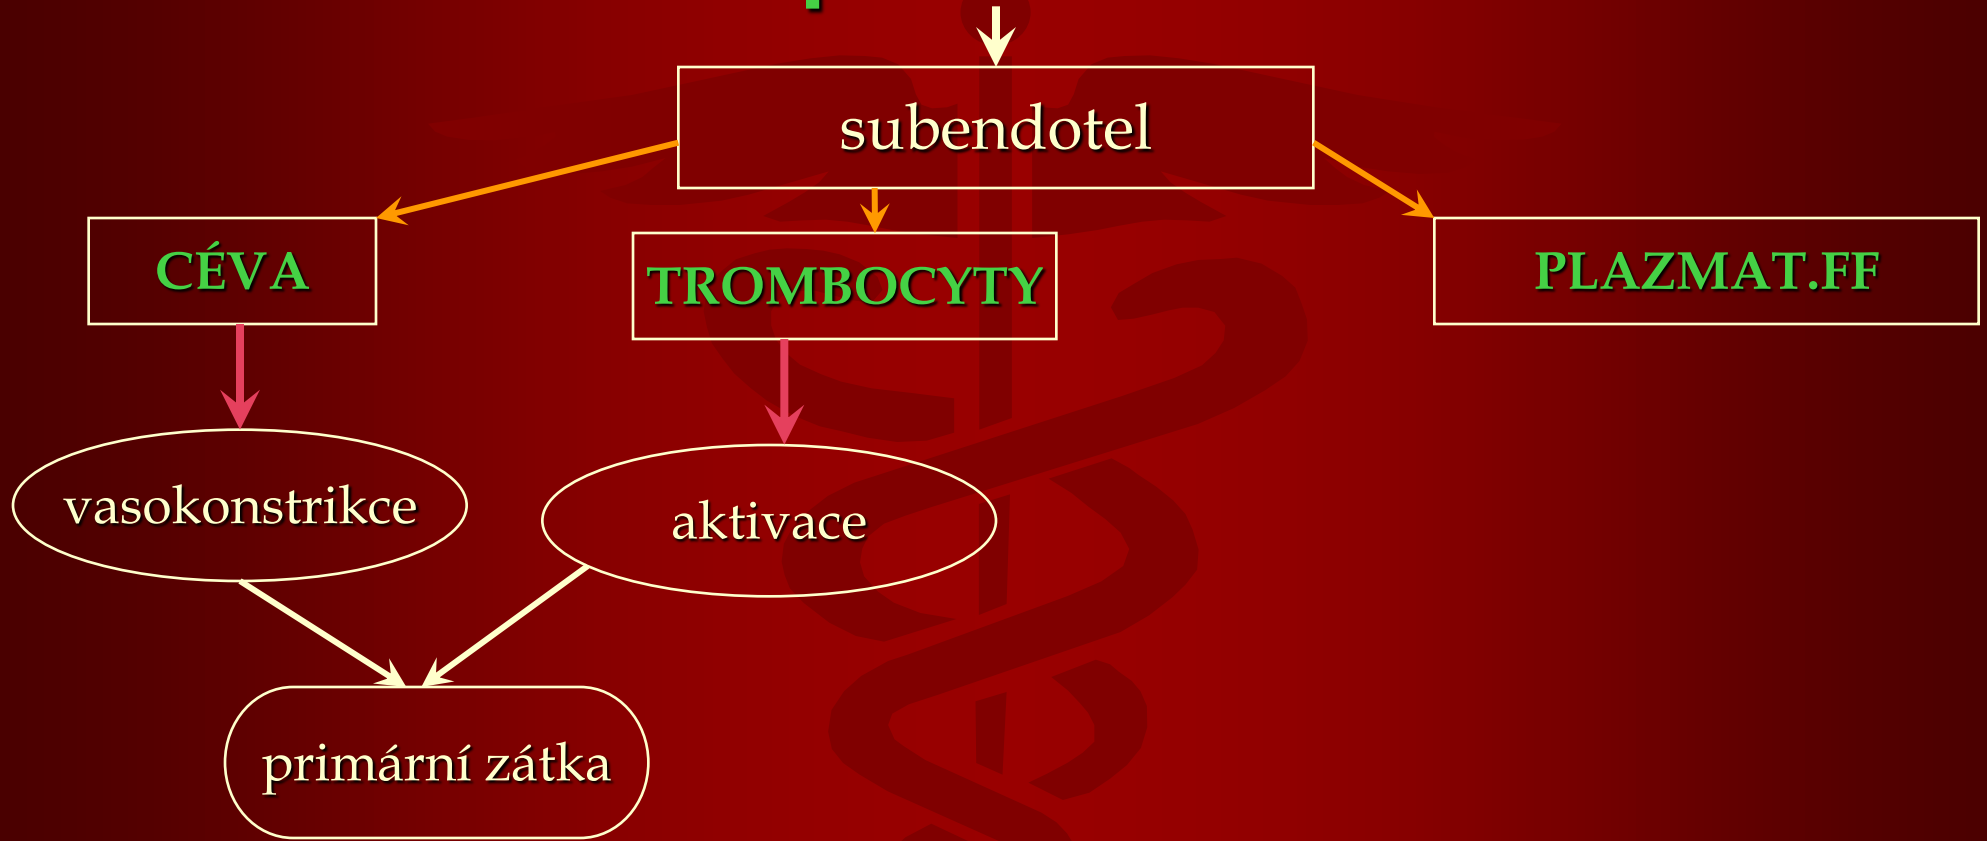 subendotel
CÉVA
TROMBOCYTY
PLAZMAT.FF
vasokonstrikce
aktivace
primární zátka